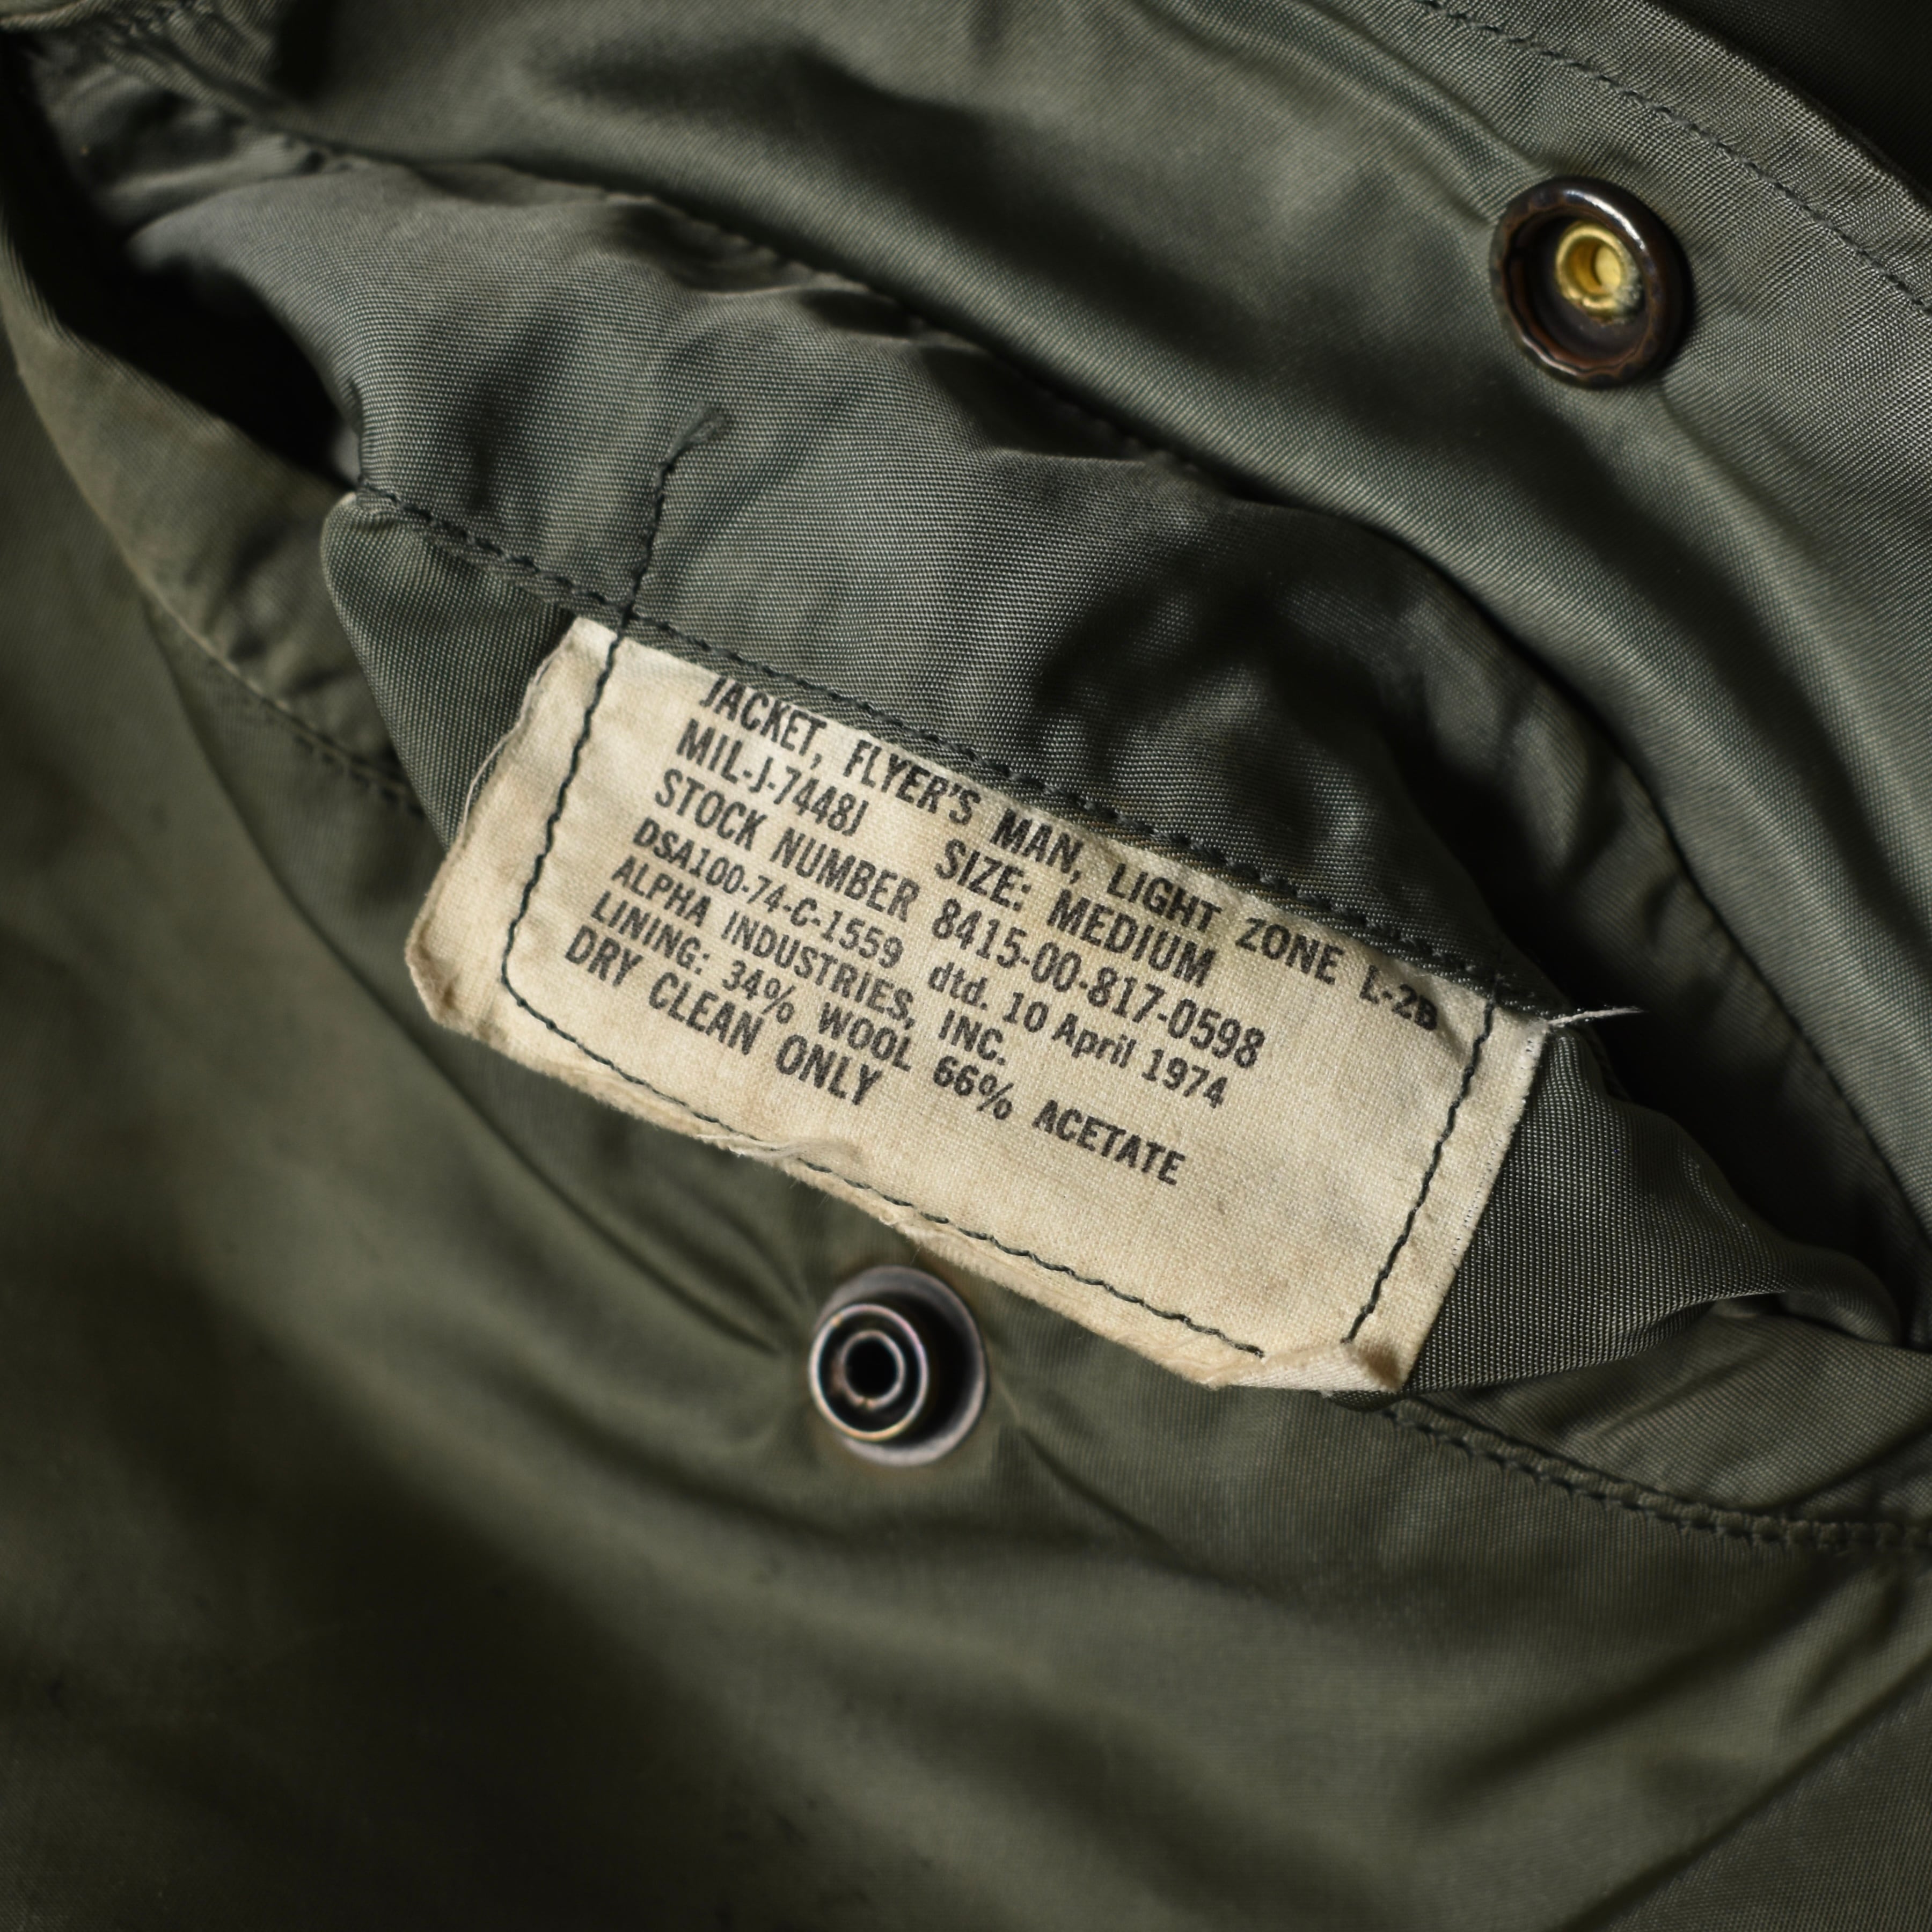 JACKET, FLYER'S MAN, LIGHT ZONE L-2B
MIL-J-7448J SIZE: MEDIUM
STOCK NUMBER 8415-00-817-0598
DSA100-74-C-1559 dtd. 10 April 1974
ALPHA INDUSTRIES, INC.
LINING: 34% WOOL 66% ACETATE
DRY CLEAN ONLY